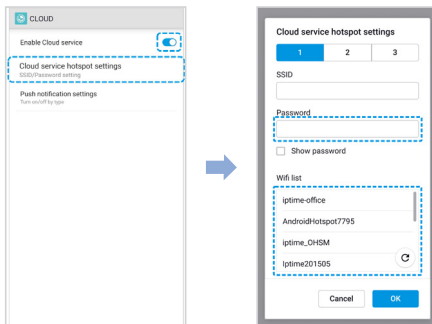 CLOUD
Enable Cloud service
Cloud service hotspot settings
SSID/Password setting
Push notification settings
Turn on/off by type
Cloud service hotspot settings
1 2 3
SSID
Password
Show password
Wifi list
iptime-office
AndroidHotspot7795
iptime_OHSM
Iptime201505
Cancel OK